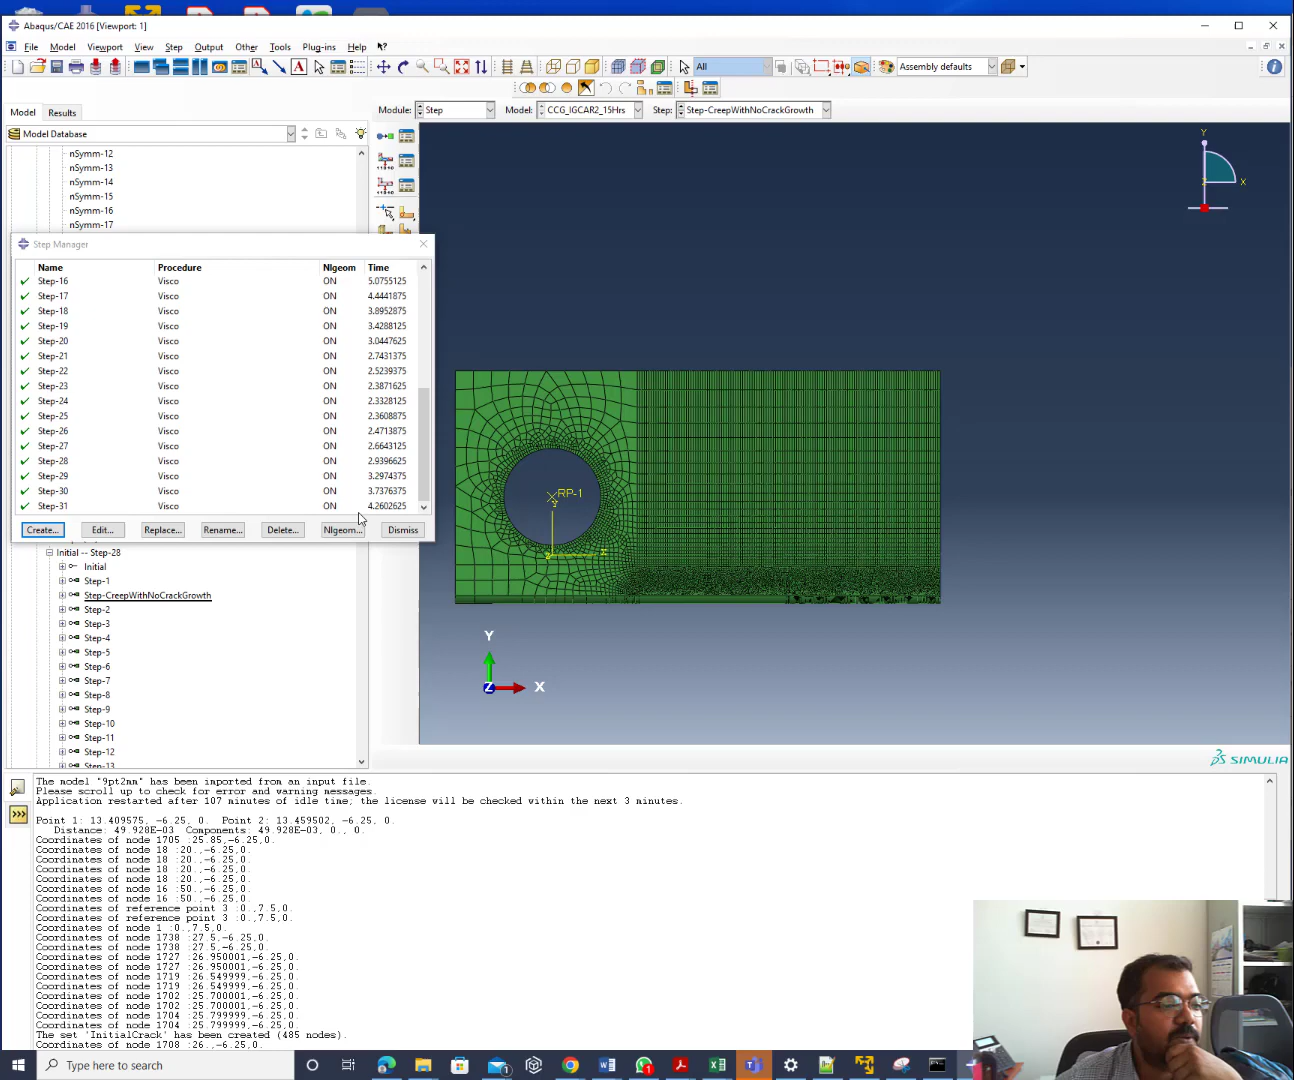 Abaqus/CAE 2016 [Viewport: 1]
File Model Viewport View Step Output Other Tools Plug-ins Help
All
Assembly defaults
Model Results
Module: Step Model: CCG_IGCAR2_15Hrs Step: Step-CreepWithNoCrackGrowth
Model Database
nSymm-12
nSymm-13
nSymm-14
nSymm-15
nSymm-16
nSymm-17
Step Manager
Name Procedure Nlgeom Time
Step-16 Visco ON 5.0755125
Step-17 Visco ON 4.4441875
Step-18 Visco ON 3.8952875
Step-19 Visco ON 3.4288125
Step-20 Visco ON 3.0447625
Step-21 Visco ON 2.7431375
Step-22 Visco ON 2.5239375
Step-23 Visco ON 2.3871625
Step-24 Visco ON 2.3328125
Step-25 Visco ON 2.3608875
Step-26 Visco ON 2.4713875
Step-27 Visco ON 2.6643125
Step-28 Visco ON 2.9396625
Step-29 Visco ON 3.2974375
Step-30 Visco ON 3.7376375
Step-31 Visco ON 4.2602625
Create... Edit... Replace... Rename... Delete... Nlgeom... Dismiss
Initial -- Step-28
Initial
Step-1
Step-CreepWithNoCrackGrowth
Step-2
Step-3
Step-4
Step-5
Step-6
Step-7
Step-8
Step-9
Step-10
Step-11
Step-12
Step-13
Y
Z X
RP-1
Y
Z X
SIMULIA
The model "9pt2mm" has been imported from an input file.
Please scroll up to check for error and warning messages.
Application restarted after 107 minutes of idle time; the license will be checked within the next 3 minutes.
Point 1: 13.409575, -6.25, 0. Point 2: 13.459502, -6.25, 0.
Distance: 49.928E-03 Components: 49.928E-03, 0., 0.
Coordinates of node 1705 :25.85,-6.25,0.
Coordinates of node 18 :20.,-6.25,0.
Coordinates of node 18 :20.,-6.25,0.
Coordinates of node 18 :20.,-6.25,0.
Coordinates of node 16 :50.,-6.25,0.
Coordinates of node 16 :50.,-6.25,0.
Coordinates of reference point 3 :0.,7.5,0.
Coordinates of reference point 3 :0.,7.5,0.
Coordinates of node 1 :0.,7.5,0.
Coordinates of node 1738 :27.5,-6.25,0.
Coordinates of node 1738 :27.5,-6.25,0.
Coordinates of node 1727 :26.950001,-6.25,0.
Coordinates of node 1727 :26.950001,-6.25,0.
Coordinates of node 1719 :26.549999,-6.25,0.
Coordinates of node 1719 :26.549999,-6.25,0.
Coordinates of node 1702 :25.700001,-6.25,0.
Coordinates of node 1702 :25.700001,-6.25,0.
Coordinates of node 1704 :25.799999,-6.25,0.
Coordinates of node 1704 :25.799999,-6.25,0.
The set 'InitialCrack' has been created (485 nodes).
Coordinates of node 1708 :26.,-6.25,0.
Type here to search